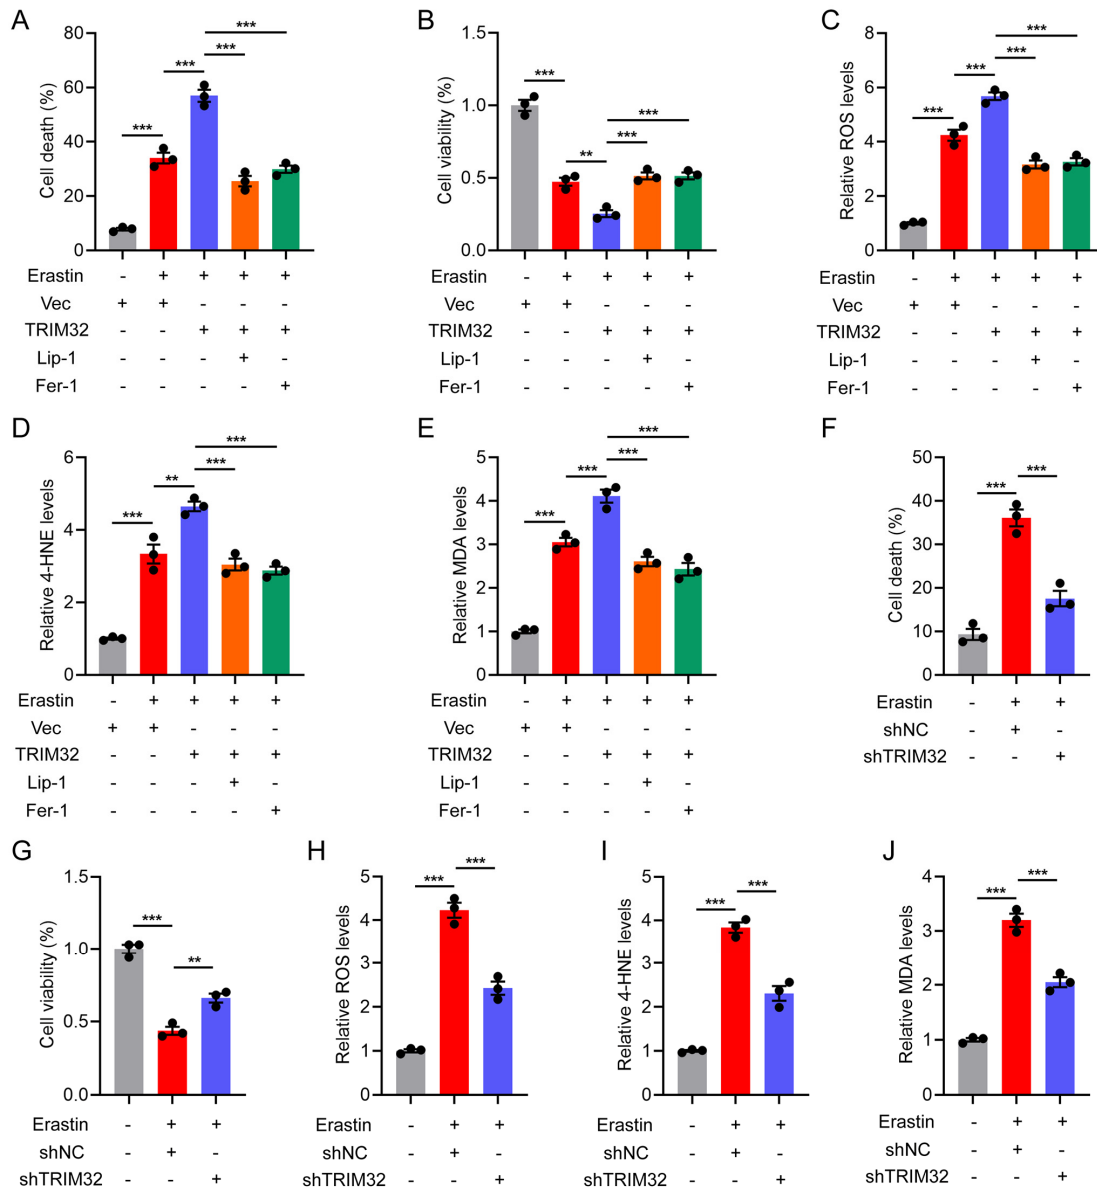 A
Cell death (%)
80
60
40
20
0
***
***
***
***
Erastin - + + + +
Vec + + - - -
TRIM32 - - + + +
Lip-1 - - - + -
Fer-1 - - - - +
B
Cell viability (%)
1.5
1.0
0.5
0.0
***
**
***
***
Erastin - + + + +
Vec + + - - -
TRIM32 - - + + +
Lip-1 - - - + -
Fer-1 - - - - +
C
Relative ROS levels
8
6
4
2
0
***
***
***
***
Erastin - + + + +
Vec + + - - -
TRIM32 - - + + +
Lip-1 - - - + -
Fer-1 - - - - +
D
Relative 4-HNE levels
6
4
2
0
***
**
***
***
Erastin - + + + +
Vec + + - - -
TRIM32 - - + + +
Lip-1 - - - + -
Fer-1 - - - - +
E
Relative MDA levels
5
4
3
2
1
0
***
***
***
***
Erastin - + + + +
Vec + + - - -
TRIM32 - - + + +
Lip-1 - - - + -
Fer-1 - - - - +
F
Cell death (%)
50
40
30
20
10
0
***
***
Erastin - + +
shNC - + -
shTRIM32 - - +
G
Cell viability (%)
1.5
1.0
0.5
0.0
***
**
Erastin - + +
shNC - + -
shTRIM32 - - +
H
Relative ROS levels
5
4
3
2
1
0
***
***
Erastin - + +
shNC - + -
shTRIM32 - - +
I
Relative 4-HNE levels
5
4
3
2
1
0
***
***
Erastin - + +
shNC - + -
shTRIM32 - - +
J
Relative MDA levels
4
3
2
1
0
***
***
Erastin - + +
shNC - + -
shTRIM32 - - +